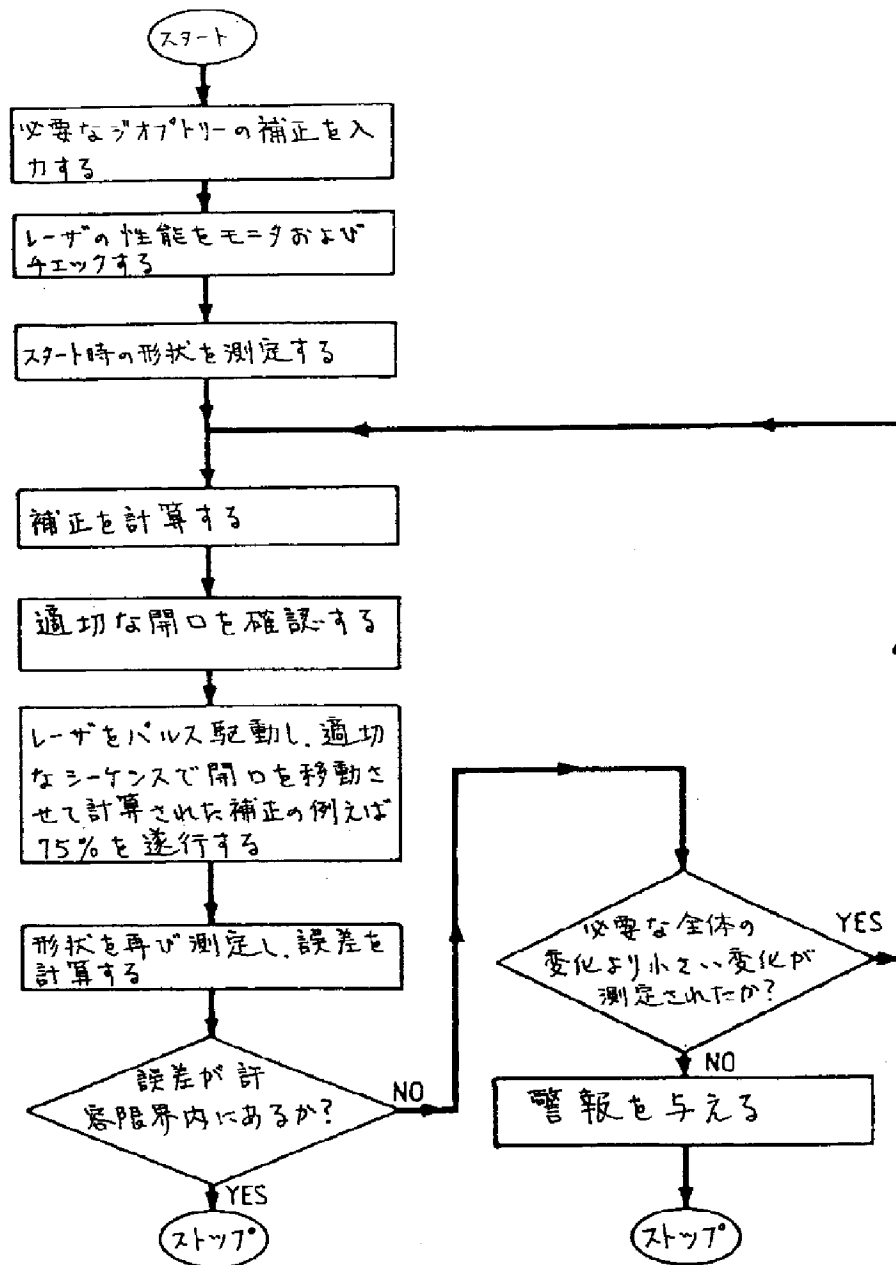 スタート
必要なジオプトリーの補正を入
力する
レーザの性能をモニタおよび
チェックする
スタート時の形状を測定する
補正を計算する
適切な開口を確認する
レーザをパルス駆動し、適切
なシーケンスで開口を移動さ
せて計算された補正の例えば
75%を遂行する
形状を再び測定し、誤差を
計算する
誤差が許
容限界内にあるか?
NO
YES
ストップ
必要な全体の
変化より小さい変化が
測定されたか?
YES
NO
警報を与える
ストップ